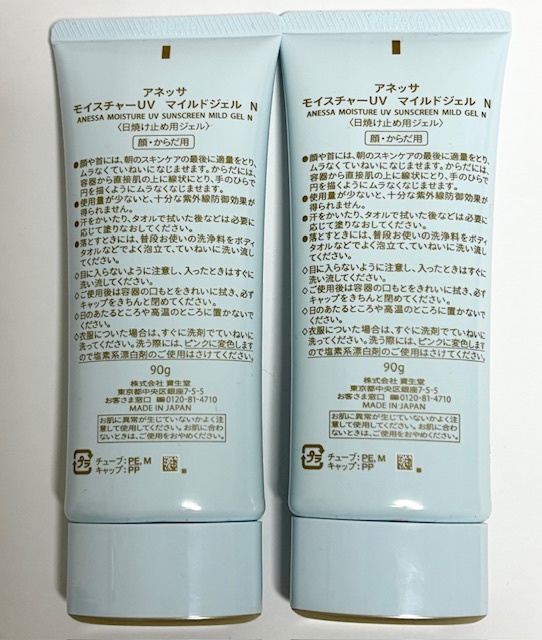 アネッサ
モイスチャーUV マイルドジェル N
ANESSA MOISTURE UV SUNSCREEN MILD GEL N
〈日焼け止め用ジェル〉
顔・からだ用
●顔や首には、朝のスキンケアの最後に適量をとり、
ムラなくていねいになじませます。からだには、
容器から直接肌の上に線状にとり、手のひらで
円を描くようにムラなくなじませます。
●使用量が少ないと、十分な紫外線防御効果が
得られません。
●汗をかいたり、タオルで拭いた後などは必要に
応じて塗りなおしてください。
●落とすときには、普段お使いの洗浄料をボディ
タオルなどでよく泡立て、ていねいに洗い流し
てください。
◇目に入らないように注意し、入ったときはすぐに
洗い流してください。
◇ご使用後は容器の口もとをきれいに拭き、必ず
キャップをきちんと閉めてください。
◇日のあたるところや高温のところに置かないで
ください。
◇衣服についた場合は、すぐに洗剤でていねいに
洗ってください。洗う際には、ピンクに変色します
ので塩素系漂白剤のご使用はさけてください。
90g
株式会社 資生堂
東京都中央区銀座7-5-5
お客さま窓口 0120-81-4710
MADE IN JAPAN
お肌に異常が生じていないかよく注
意して使用してください。お肌に合わ
ないときは、ご使用をおやめください。
プラ
チューブ:PE, M
キャップ:PP
アネッサ
モイスチャーUV マイルドジェル N
ANESSA MOISTURE UV SUNSCREEN MILD GEL N
〈日焼け止め用ジェル〉
顔・からだ用
●顔や首には、朝のスキンケアの最後に適量をとり、
ムラなくていねいになじませます。からだには、
容器から直接肌の上に線状にとり、手のひらで
円を描くようにムラなくなじませます。
●使用量が少ないと、十分な紫外線防御効果が
得られません。
●汗をかいたり、タオルで拭いた後などは必要に
応じて塗りなおしてください。
●落とすときには、普段お使いの洗浄料をボディ
タオルなどでよく泡立て、ていねいに洗い流し
てください。
◇目に入らないように注意し、入ったときはすぐに
洗い流してください。
◇ご使用後は容器の口もとをきれいに拭き、必ず
キャップをきちんと閉めてください。
◇日のあたるところや高温のところに置かないで
ください。
◇衣服についた場合は、すぐに洗剤でていねいに
洗ってください。洗う際には、ピンクに変色します
ので塩素系漂白剤のご使用はさけてください。
90g
株式会社 資生堂
東京都中央区銀座7-5-5
お客さま窓口 0120-81-4710
MADE IN JAPAN
お肌に異常が生じていないかよく注
意して使用してください。お肌に合わ
ないときは、ご使用をおやめください。
プラ
チューブ:PE, M
キャップ:PP